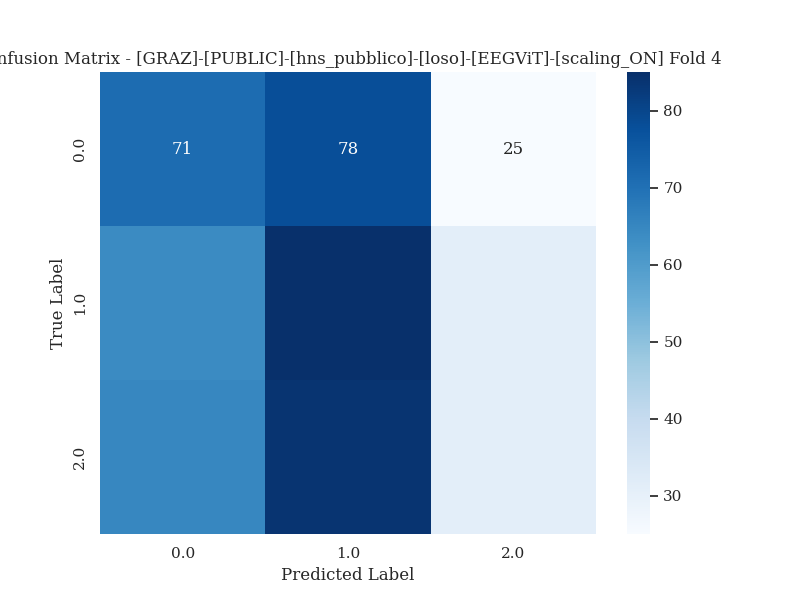 nfusion Matrix - [GRAZ]-[PUBLIC]-[hns_pubblico]-[loso]-[EEGViT]-[scaling_ON] Fold 4
71 78 25
0.0
1.0
2.0
True Label
0.0 1.0 2.0
Predicted Label
80
70
60
50
40
30